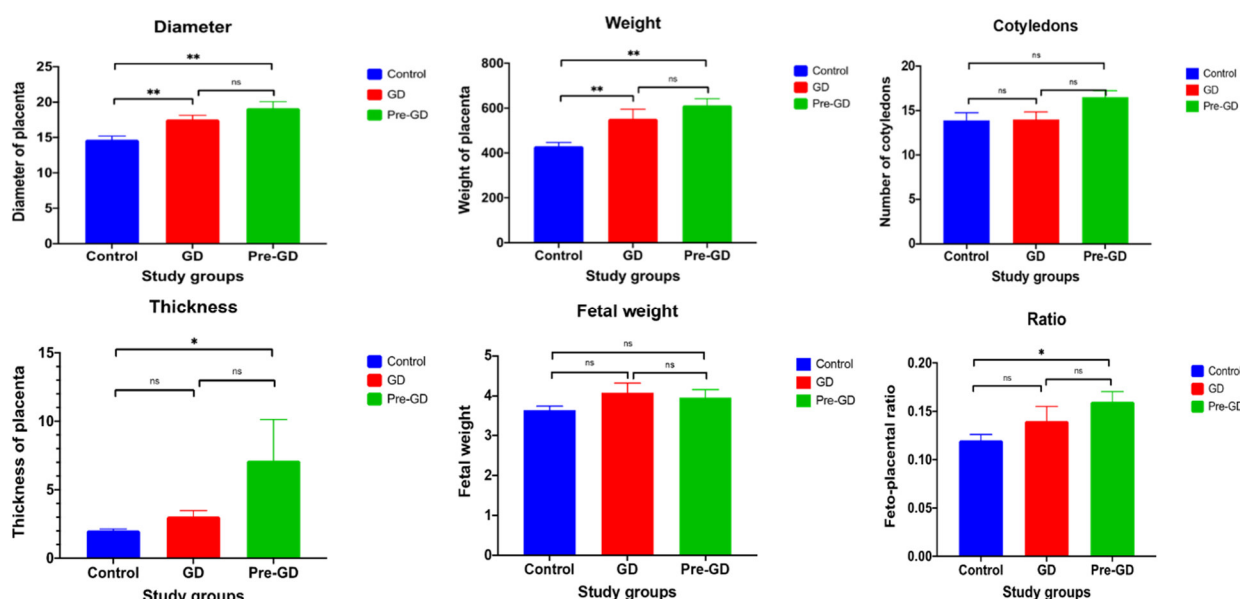 Diameter
Diameter of placenta
25
20
15
10
5
0
**
**
ns
Control
GD
Pre-GD
Control
GD
Pre-GD
Study groups
Weight
Weight of placenta
800
600
400
200
0
**
**
ns
Control
GD
Pre-GD
Control
GD
Pre-GD
Study groups
Cotyledons
Number of cotyledons
20
15
10
5
0
ns
ns
ns
Control
GD
Pre-GD
Control
GD
Pre-GD
Study groups
Thickness
Thickness of placenta
15
10
5
0
*
ns
ns
Control
GD
Pre-GD
Control
GD
Pre-GD
Study groups
Fetal weight
Fetal weight
5
4
3
2
1
0
ns
ns
ns
Control
GD
Pre-GD
Control
GD
Pre-GD
Study groups
Ratio
Feto-placental ratio
0.20
0.15
0.10
0.05
0.00
*
ns
ns
Control
GD
Pre-GD
Control
GD
Pre-GD
Study groups